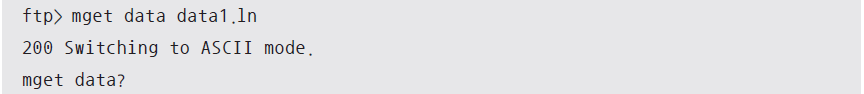 ftp> mget data data1.ln
200 Switching to ASCII mode.
mget data?